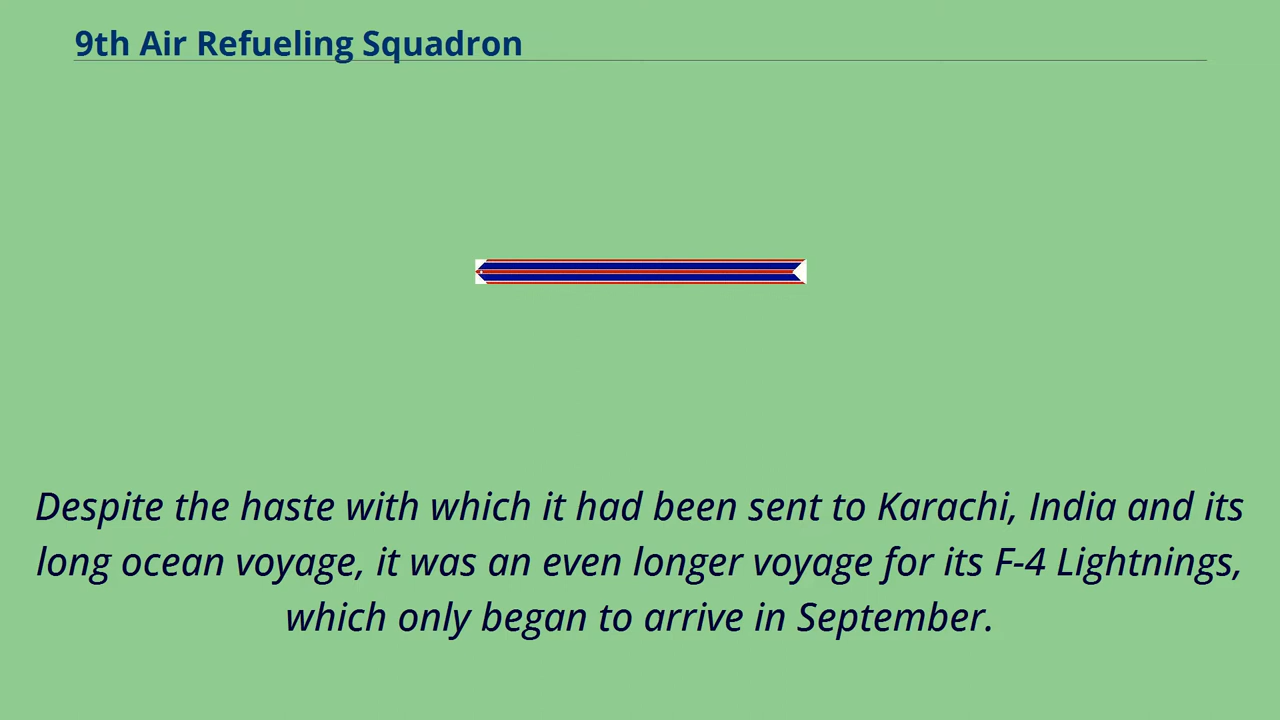 9th Air Refueling Squadron
Despite the haste with which it had been sent to Karachi, India and its
long ocean voyage, it was an even longer voyage for its F-4 Lightnings,
which only began to arrive in September.